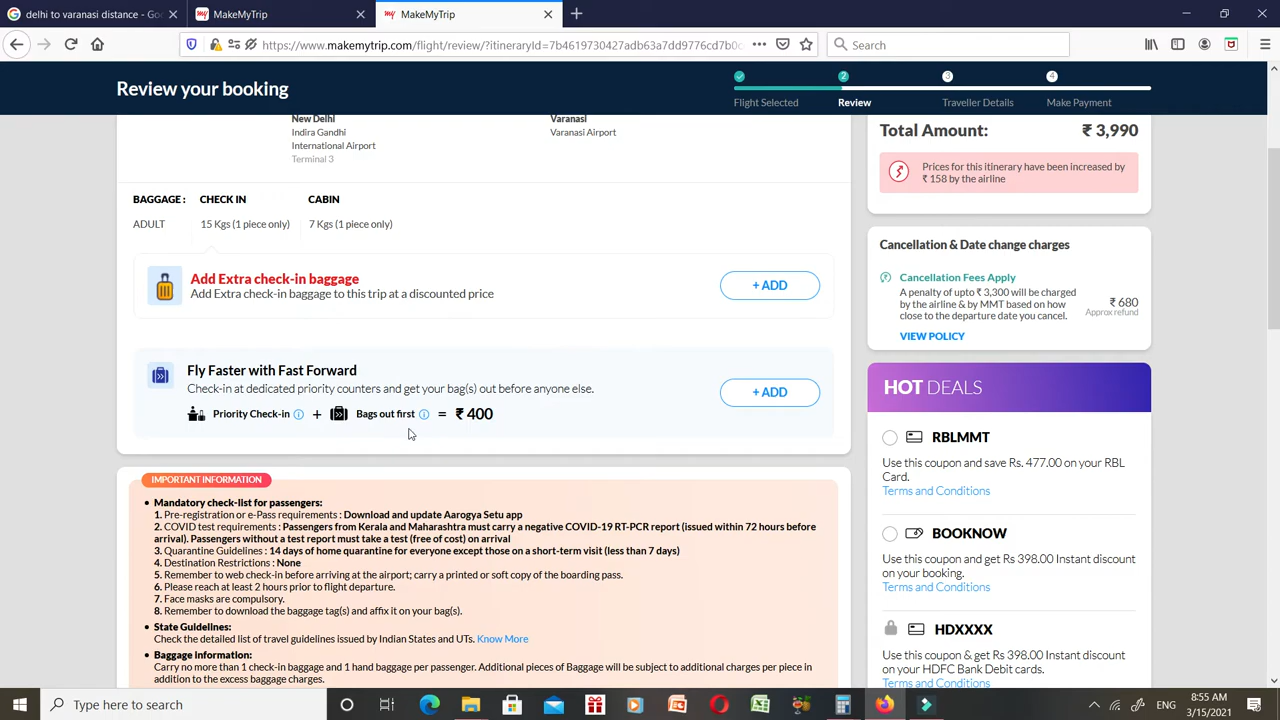 delhi to varanasi distance - Goo
MakeMyTrip
MakeMyTrip
https://www.makemytrip.com/flight/review/?itineraryId=7b2619730427adb63a7dd9776cd7b0c
Search
Review your booking
1
2
3
4
Flight Selected
Review
Traveller Details
Make Payment
New Delhi
Indira Gandhi
International Airport
Terminal 3
Varanasi
Varanasi Airport
BAGGAGE :
CHECK IN
CABIN
ADULT
15 Kgs (1 piece only)
7 Kgs (1 piece only)
Add Extra check-in baggage
Add Extra check-in baggage to this trip at a discounted price
+ ADD
Fly Faster with Fast Forward
Check-in at dedicated priority counters and get your bag(s) out before anyone else.
Priority Check-in + Bags out first = ₹ 400
+ ADD
IMPORTANT INFORMATION
• Mandatory check-list for passengers:
1. Pre-registration or e-Pass requirements : Download and update Aarogya Setu app
2. COVID test requirements : Passengers from Kerala and Maharashtra must carry a negative COVID-19 RT-PCR report (issued within 72 hours before
arrival). Passengers without a test report must take a test (free of cost) on arrival
3. Quarantine Guidelines : 14 days of home quarantine for everyone except those on a short-term visit (less than 7 days)
4. Destination Restrictions : None
5. Remember to web check-in before arriving at the airport; carry a printed or soft copy of the boarding pass.
6. Please reach at least 2 hours prior to flight departure.
7. Face masks are compulsory.
8. Remember to download the baggage tag(s) and affix it on your bag(s).
• State Guidelines:
Check the detailed list of travel guidelines issued by Indian States and UTs. Know More
• Baggage information:
Carry no more than 1 check-in baggage and 1 hand baggage per passenger. Additional pieces of Baggage will be subject to additional charges per piece in
addition to the excess baggage charges.
Total Amount: ₹ 3,990
Prices for this itinerary have been increased by
₹ 158 by the airline
Cancellation & Date change charges
Cancellation Fees Apply
A penalty of upto ₹ 3,300 will be charged
by the airline & by MMT based on how
close to the departure date you cancel.
₹ 680
Approx refund
VIEW POLICY
HOT DEALS
RBLMMT
Use this coupon and save Rs. 477.00 on your RBL
Card.
Terms and Conditions
BOOKNOW
Use this coupon and get Rs 398.00 Instant discount
on your booking.
Terms and Conditions
HDXXXX
Use this coupon & get Rs 398.00 Instant discount
on your HDFC Bank Debit cards.
Terms and Conditions
Type here to search
ENG
8:55 AM
3/15/2021